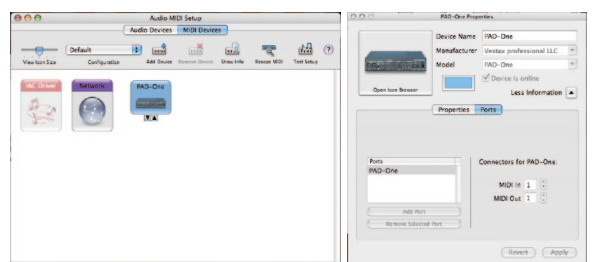 Audio MIDI Setup
Audio Devices MIDI Devices
Default
View Icon Size Configuration Add Device Remove Device Show Info Rescan MIDI Test Setup ?
IAC Driver Network PAD-One
PAD-One Properties
Device Name PAD-One
Manufacturer Vestax professional LLC
Model PAD-One
Device is online
Open Icon Browser
Less Information
Properties Ports
Ports
PAD-One
Connectors for PAD-One:
MIDI In 1
MIDI Out 1
Add Port
Remove Selected Port
Revert Apply